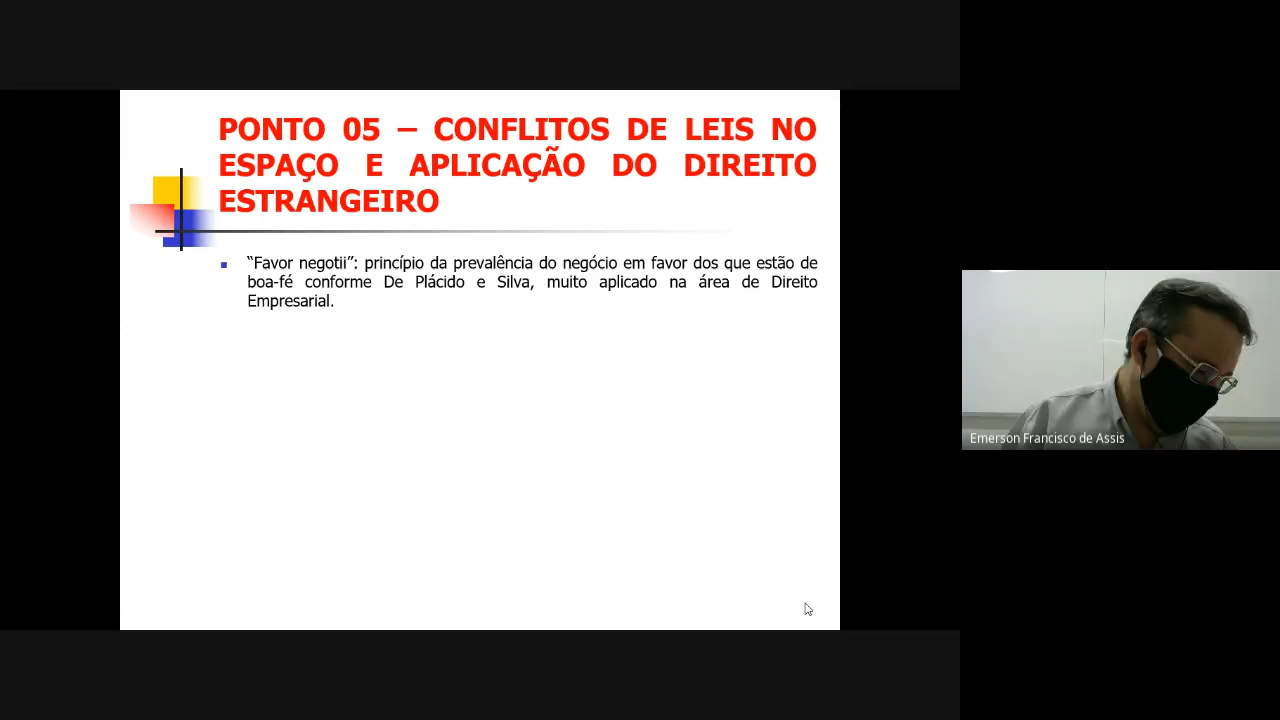 PONTO 05 – CONFLITOS DE LEIS NO
ESPAÇO E APLICAÇÃO DO DIREITO
ESTRANGEIRO
“Favor negotii”: princípio da prevalência do negócio em favor dos que estão de
boa-fé conforme De Plácido e Silva, muito aplicado na área de Direito
Empresarial.
Emerson Francisco de Assis